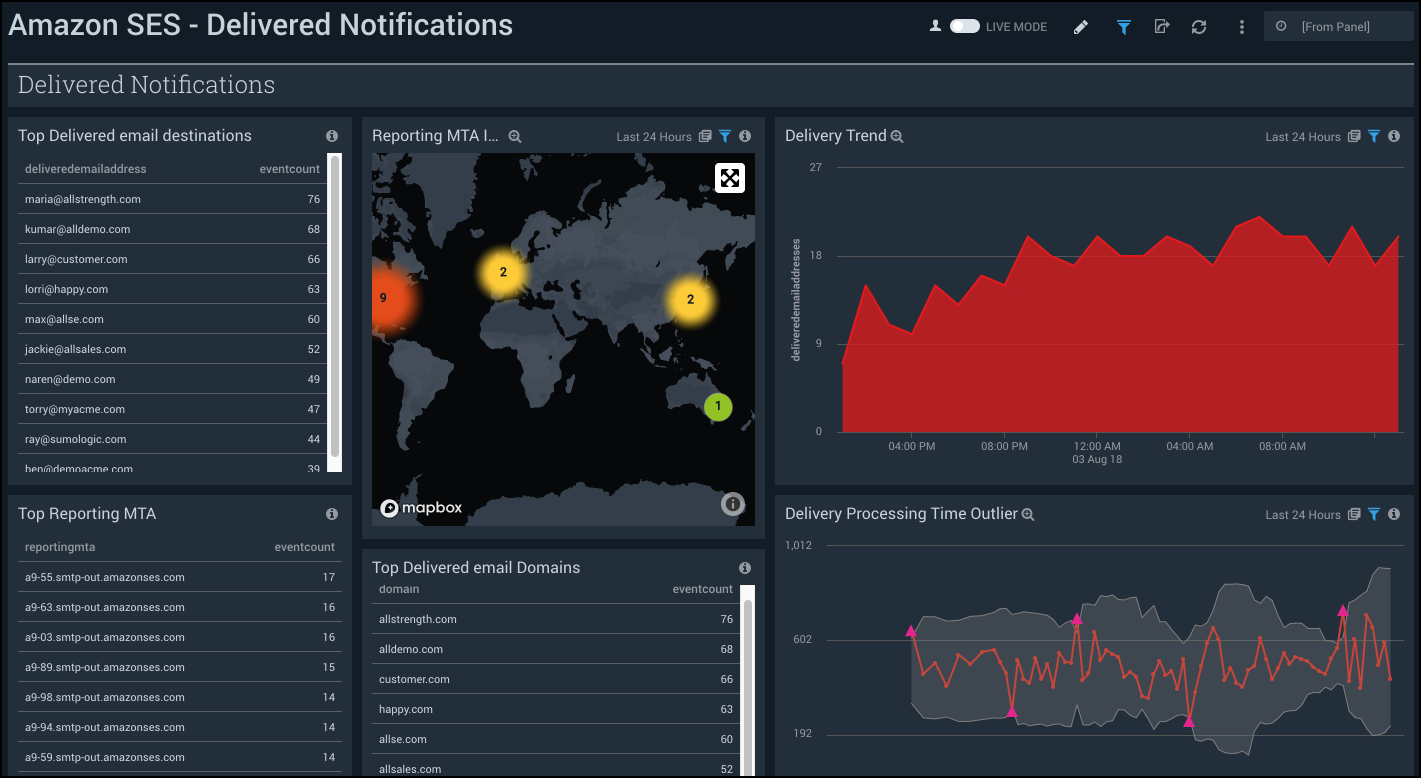 Amazon SES - Delivered Notifications
LIVE MODE
[From Panel]
Delivered Notifications
Top Delivered email destinations
deliveredemailaddress eventcount
maria@allstrength.com 76
kumar@alldemo.com 68
larry@customer.com 66
lorri@happy.com 63
max@allse.com 60
jackie@allsales.com 52
naren@demo.com 49
torry@myacme.com 47
ray@sumologic.com 44
ben@demoacme.com 39
Top Reporting MTA
reportingmta eventcount
a9-55.smtp-out.amazonses.com 17
a9-63.smtp-out.amazonses.com 16
a9-03.smtp-out.amazonses.com 16
a9-89.smtp-out.amazonses.com 15
a9-98.smtp-out.amazonses.com 14
a9-94.smtp-out.amazonses.com 14
a9-59.smtp-out.amazonses.com 14
Reporting MTA I... Last 24 Hours
9
2
2
1
mapbox
Top Delivered email Domains
domain eventcount
allstrength.com 76
alldemo.com 68
customer.com 66
happy.com 63
allse.com 60
allsales.com 52
Delivery Trend Last 24 Hours
deliveredemailaddresses
27
18
9
0
04:00 PM 08:00 PM 12:00 AM 04:00 AM 08:00 AM
03 Aug 18
Delivery Processing Time Outlier Last 24 Hours
1,012
602
192